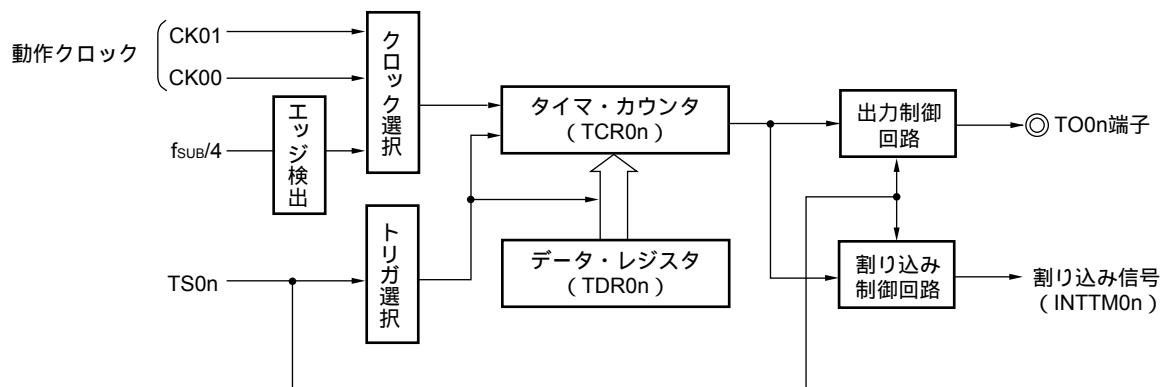 動作クロック
CK01
CK00
fSUB/4
エッジ検出
クロック選択
TS0n
トリガ選択
タイマ・カウンタ
(TCR0n)
データ・レジスタ
(TDR0n)
出力制御
回路
TO0n端子
割り込み
制御回路
割り込み信号
(INTTM0n)